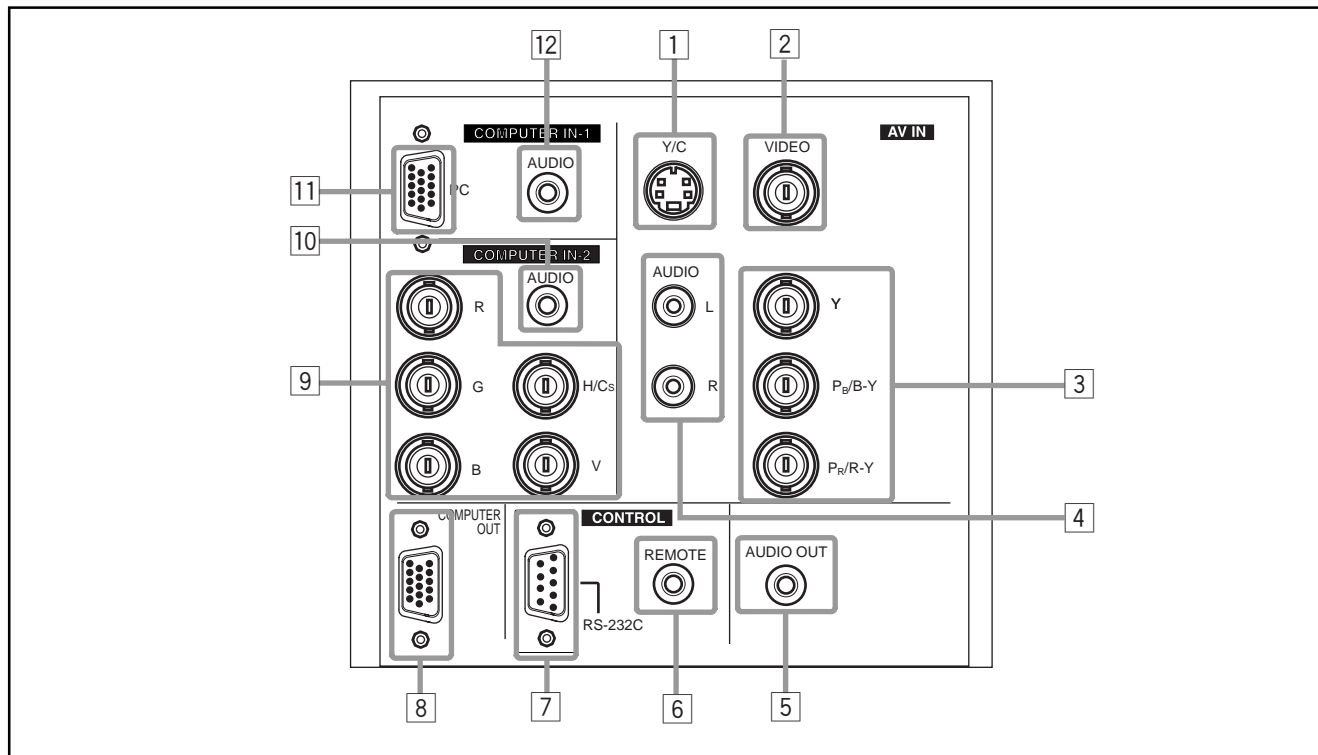 12
1
2
COMPUTER IN-1
AV IN
AUDIO
Y/C
VIDEO
11
PC
10
COMPUTER IN-2
AUDIO
AUDIO
R
L
Y
9
G
H/Cs
R
PB/B-Y
3
B
V
PR/R-Y
4
COMPUTER
OUT
CONTROL
REMOTE
AUDIO OUT
RS-232C
8
7
6
5